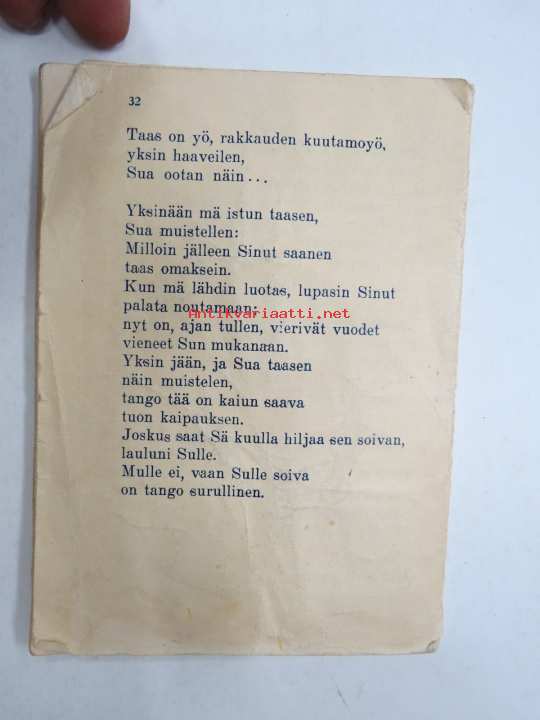 32
Taas on yö, rakkauden kuutamoyö,
yksin haaveilen,
Sua ootan näin...
Yksinään mä istun taasen,
Sua muistellen:
Milloin jälleen Sinut saanen
taas omaksein.
Kun mä lähdin luotas, lupasin Sinut
palata noutamaan:
Antikvariaatti.net
nyt on, ajan tullen, vierivät vuodet
vieneet Sun mukanaan.
Yksin jään, ja Sua taasen
näin muistelen,
tango tää on kaiun saava
tuon kaipauksen.
Joskus saat Sä kuulla hiljaa sen soivan,
lauluni Sulle.
Mulle ei, vaan Sulle soiva
on tango surullinen.